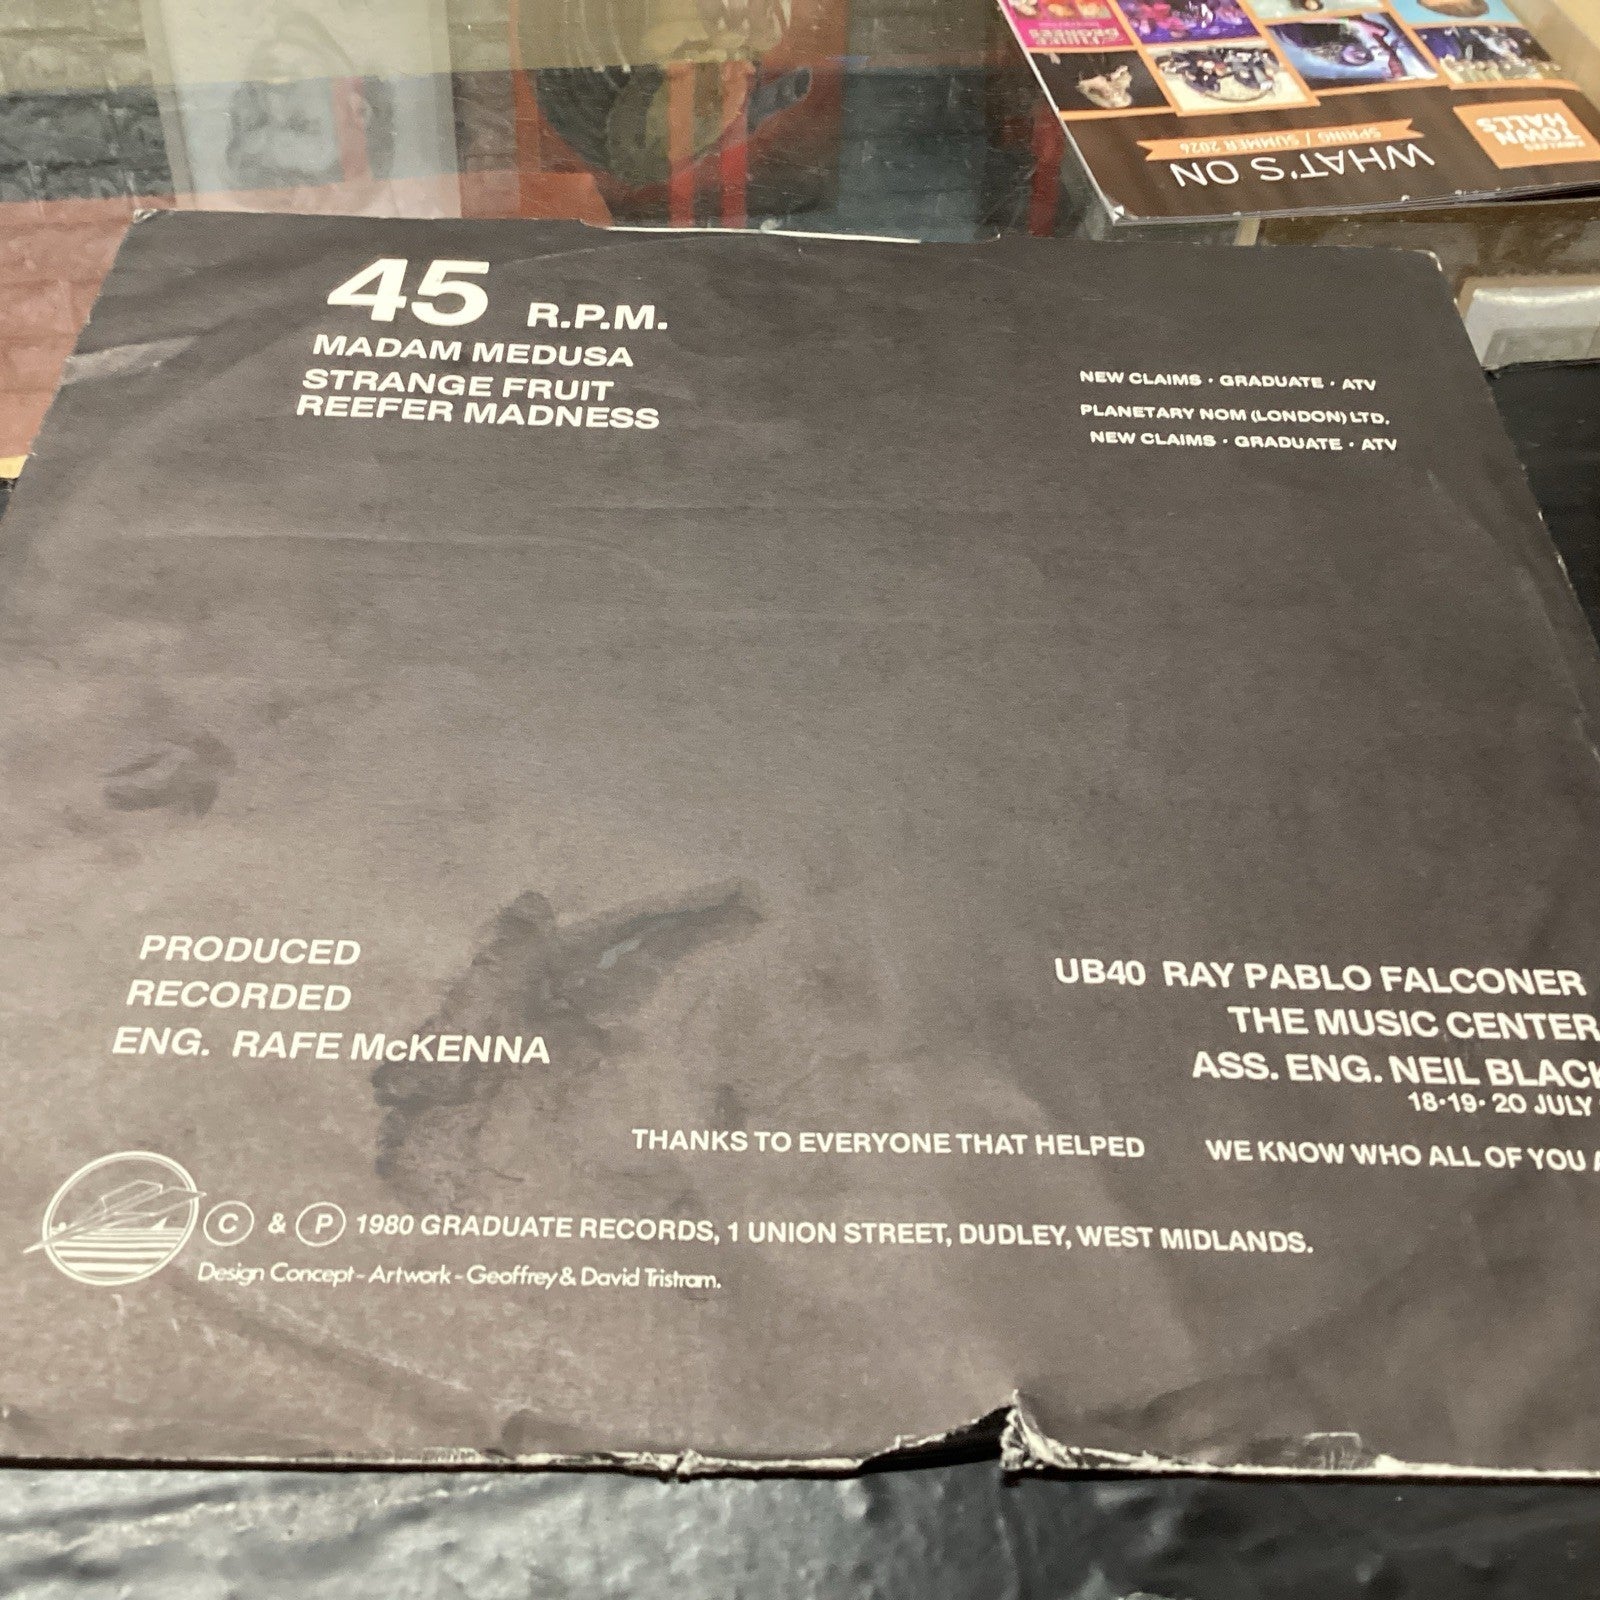 WHAT'S ON
SPRING / SUMMER 2026
TOWN
HALLS
45 R.P.M.
MADAM MEDUSA
STRANGE FRUIT
REEFER MADNESS
NEW CLAIMS · GRADUATE · ATV
PLANETARY NOM (LONDON) LTD.
NEW CLAIMS · GRADUATE · ATV
PRODUCED UB40 RAY PABLO FALCONER
RECORDED THE MUSIC CENTER
ENG. RAFE McKENNA ASS. ENG. NEIL BLACK
18·19·20 JULY
THANKS TO EVERYONE THAT HELPED WE KNOW WHO ALL OF YOU A
C & P 1980 GRADUATE RECORDS, 1 UNION STREET, DUDLEY, WEST MIDLANDS.
Design Concept - Artwork - Geoffrey & David Tristram.